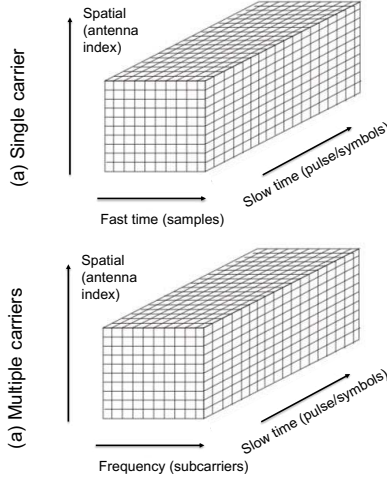 (a) Single carrier
Spatial
(antenna
index)
Fast time (samples)
Slow time (pulse/symbols)
(a) Multiple carriers
Spatial
(antenna
index)
Frequency (subcarriers)
Slow time (pulse/symbols)